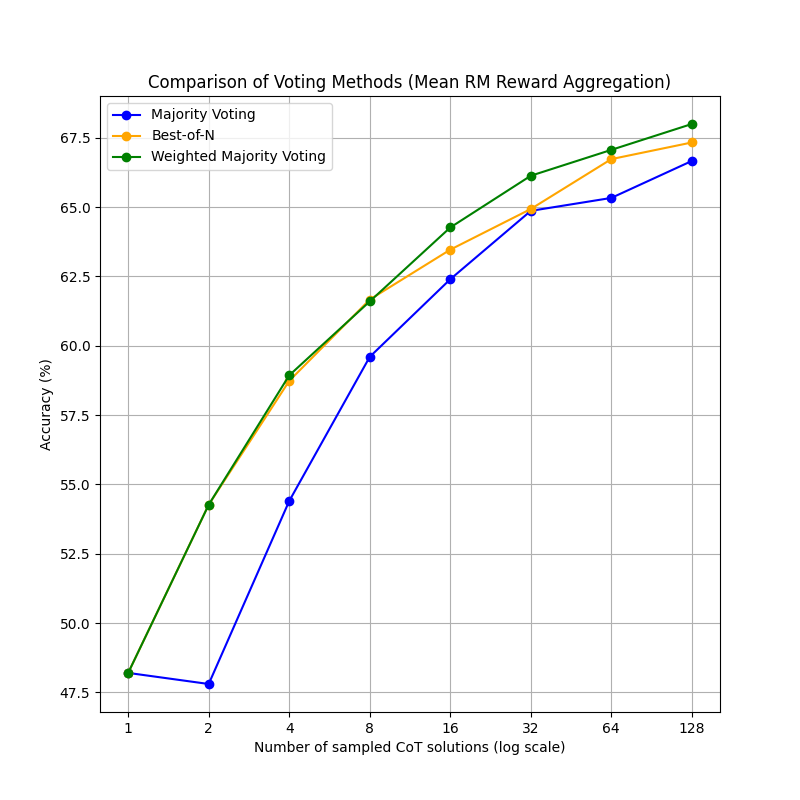 Comparison of Voting Methods (Mean RM Reward Aggregation)
Majority Voting
Best-of-N
Weighted Majority Voting
67.5
65.0
62.5
60.0
57.5
55.0
52.5
50.0
47.5
Accuracy (%)
1 2 4 8 16 32 64 128
Number of sampled CoT solutions (log scale)